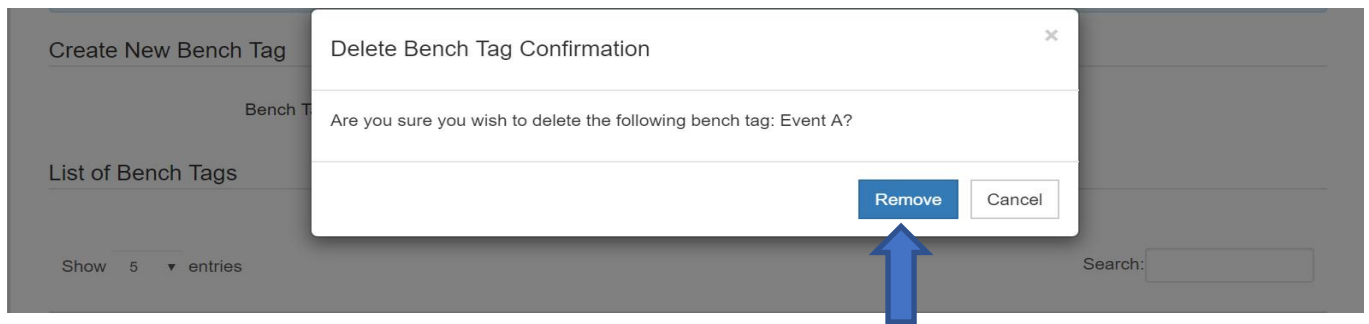 Create New Bench Tag
Delete Bench Tag Confirmation
×
Bench T
Are you sure you wish to delete the following bench tag: Event A?
List of Bench Tags
Remove Cancel
Show 5 ▾ entries
Search: